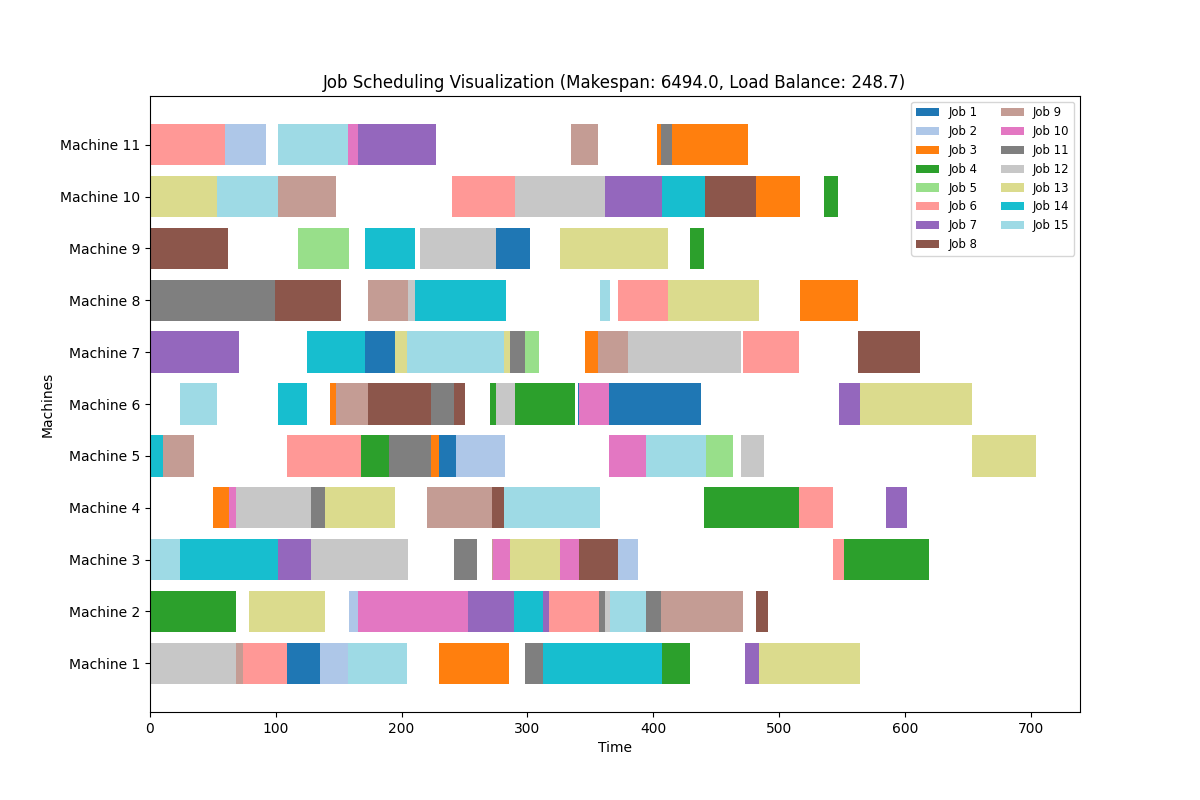 Job Scheduling Visualization (Makespan: 6494.0, Load Balance: 248.7)
Machines
Machine 11
Machine 10
Machine 9
Machine 8
Machine 7
Machine 6
Machine 5
Machine 4
Machine 3
Machine 2
Machine 1
Job 1
Job 2
Job 3
Job 4
Job 5
Job 6
Job 7
Job 8
Job 9
Job 10
Job 11
Job 12
Job 13
Job 14
Job 15
0 100 200 300 400 500 600 700
Time